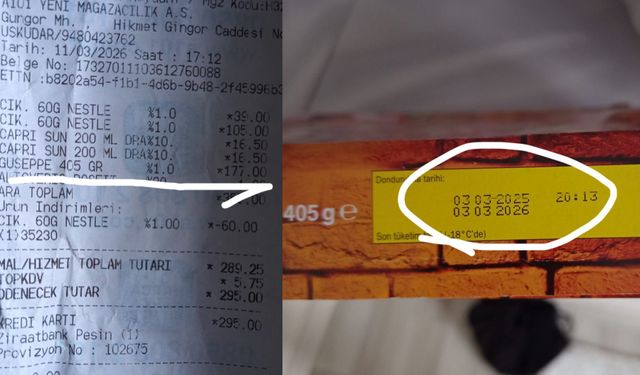 YENİ MAĞAZACILIK A.Ş.
Gungor Mh. , Hikmet Gingor Caddesi No
USKUDAR/9480423762
Tarih: 11/03/2026 Saat : 17:12
Belge No: 17327011103612760088
ETTN :b8202a54-f1b1-4d6b-9b48-2f45996b3
CIK. 60G NESTLE %1.0 *39.00
CIK. 60G NESTLE %1.0 *105.00
CAPRI SUN 200 ML DRA%10. *16.50
CAPRI SUN 200 ML DRA%10. *16.50
GUSEPPE 405 GR %1.0 *177.00
ARA TOPLAM
Urun Indirimleri:
CIK. 60G NESTLE %1.00 *-60.00
(1)35230
MAL/HIZMET TOPLAM TUTARI * 289.25
TOPKDV * 5.75
ODENECEK TUTAR * 295.00
KREDI KARTI *295.00
Ziraatbank Pesin (1)
Provizyon No : 102675
405g e
tarihi:
03 03 2025 20:13
03 03 2026
Son (-18°C'de)